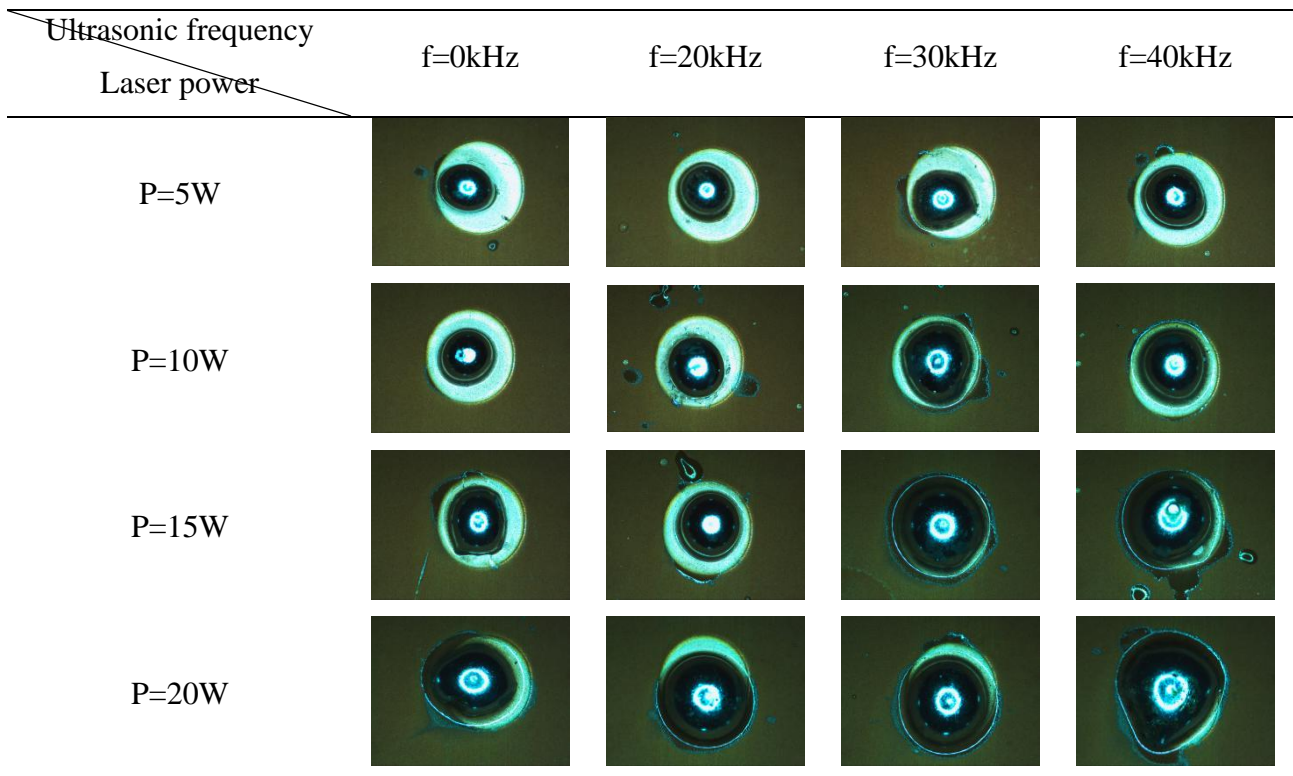 Ultrasonic frequency
Laser power
f=0kHz f=20kHz f=30kHz f=40kHz
P=5W
P=10W
P=15W
P=20W